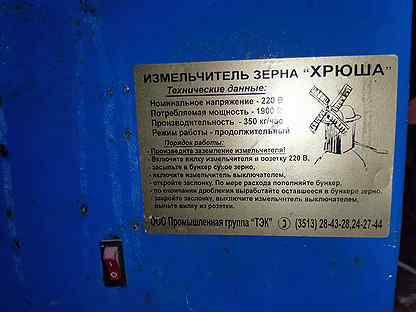 ИЗМЕЛЬЧИТЕЛЬ ЗЕРНА "ХРЮША"
Технические данные:
Номинальное напряжение - 220 В
Потребляемая мощность - 1900
Производительность - 350 кг/час
Режим работы - продолжительный
Порядок работы:
- Произведите заземление измельчителя!
- Включите вилку измельчителя в розетку 220 В,
- засыпьте в бункер сухое зерно,
- включите измельчитель выключателем,
- откройте заслонку. По мере расхода пополняйте бункер.
- по окончании дробления выработайте оставшееся в бункере зерно,
закройте заслонку, выключите измельчитель выключателем,
выньте вилку из розетки.
ООО Промышленная группа "ТЭК" (3513) 28-43-28,24-27-44